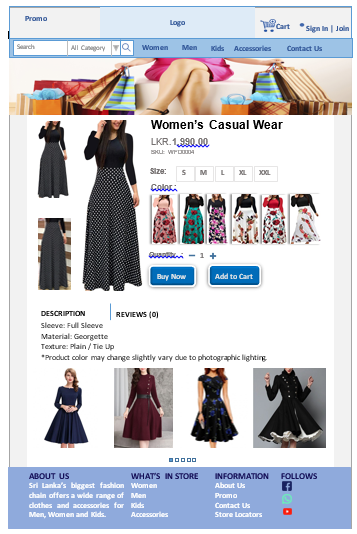 Promo
Logo
Cart
Sign In | Join
Search
All Category
Women Men Kids Accessories Contact Us
Women's Casual Wear
LKR.1,990.00
SKU: WFD0004
Size: S M L XL XXL
Color :
Quantity : 1
Buy Now
Add to Cart
DESCRIPTION
REVIEWS (0)
Sleeve: Full Sleeve
Material: Georgette
Texture: Plain / Tie Up
*Product color may change slightly vary due to photographic lighting.
ABOUT US
Sri Lanka's biggest fashion
chain offers a wide range of
clothes and accessories for
Men, Women and Kids.
WHAT'S IN STORE
Women
Men
Kids
Accessories
INFORMATION
About Us
Promo
Contact Us
Store Locators
FOLLOWS